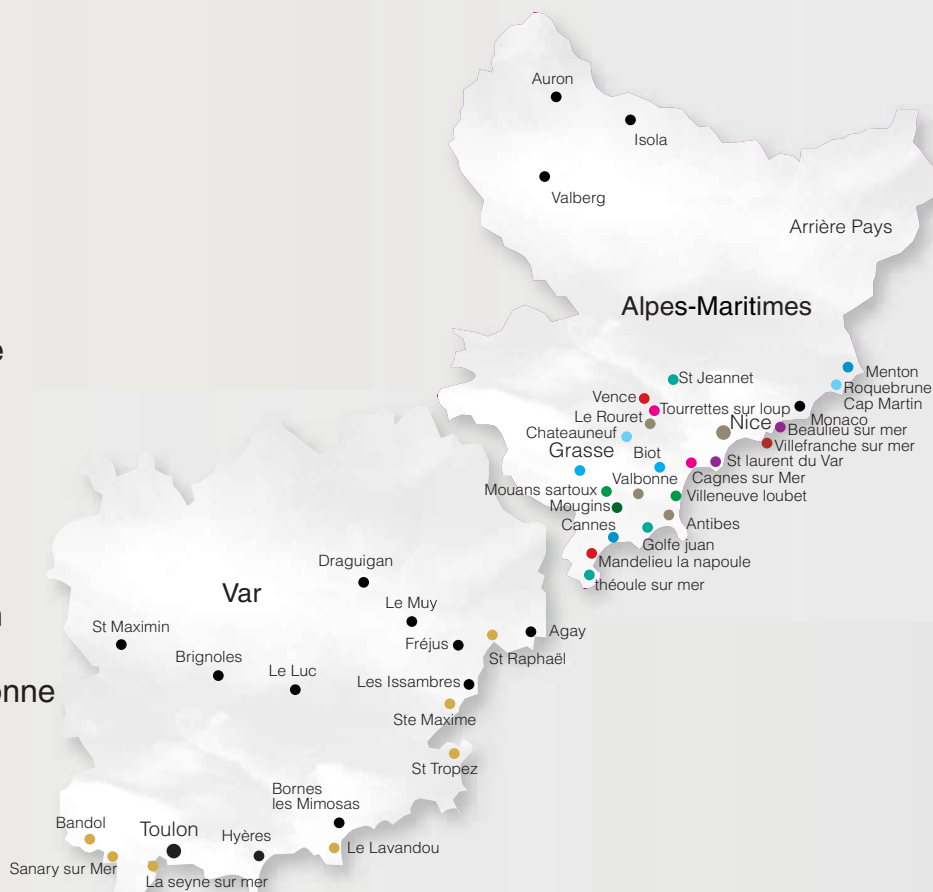 Auron
Isola
Valberg
Arrière Pays
Alpes-Maritimes
e
St Jeannet
Menton
Roquebrune
Cap Martin
Vence
Tourrettes sur loup
Le Rouret
Monaco
Nice
Beaulieu sur mer
Chateauneuf
Villefranche sur mer
Grasse
Biot
St laurent du Var
Cagnes sur Mer
Valbonne
Mouans sartoux
Villeneuve loubet
Mougins
Antibes
Cannes
Golfe juan
Mandelieu la napoule
théoule sur mer
Draguigan
Var
Le Muy
St Maximin
Fréjus
Agay
St Raphaël
Brignoles
Le Luc
Les Issambres
onne
Ste Maxime
St Tropez
Bornes
les Mimosas
Bandol
Toulon
Hyères
Le Lavandou
Sanary sur Mer
La seyne sur mer